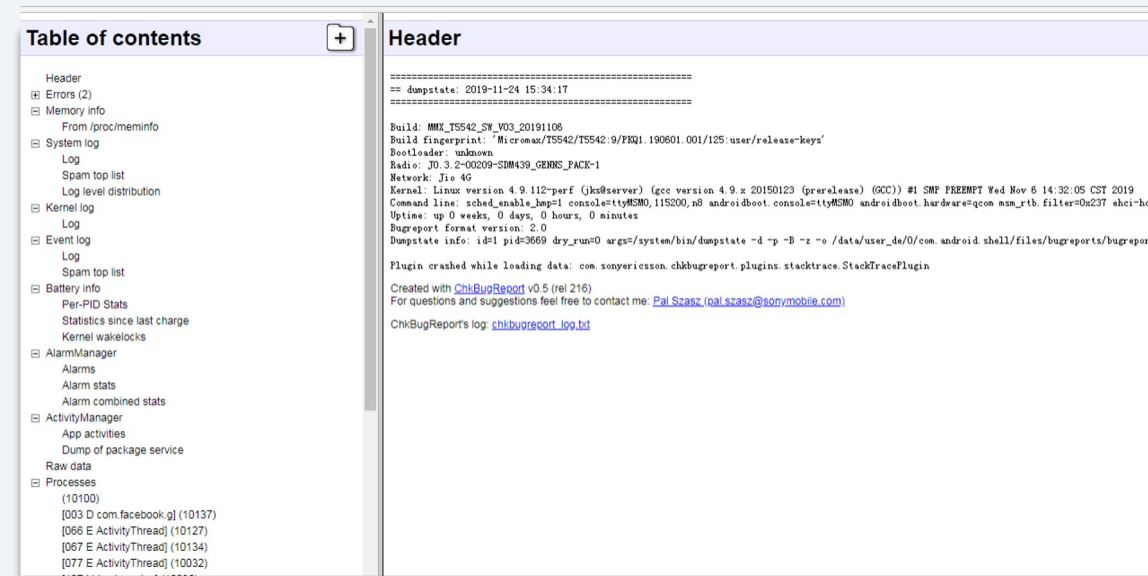 Table of contents
+
Header
Errors (2)
Memory info
From /proc/meminfo
System log
Log
Spam top list
Log level distribution
Kernel log
Log
Event log
Log
Spam top list
Battery info
Per-PID Stats
Statistics since last charge
Kernel wakelocks
AlarmManager
Alarms
Alarm stats
Alarm combined stats
ActivityManager
App activities
Dump of package service
Raw data
Processes
(10100)
[003 D com.facebook.g] (10137)
[066 E ActivityThread] (10127)
[067 E ActivityThread] (10134)
[077 E ActivityThread] (10032)
Header
========================================================
== dumpstate: 2019-11-24 15:34:17
========================================================
Build: MMX_T5542_SW_V03_20191106
Build fingerprint: 'Micromax/T5542/T5542:9/PKQ1.190601.001/125:user/release-keys'
Bootloader: unknown
Radio: JO.3.2-00209-SDM439_GENNS_PACK-1
Network: Jio 4G
Kernel: Linux version 4.9.112-perf (jks@server) (gcc version 4.9.x 20150123 (prerelease) (GCC)) #1 SMP PREEMPT Wed Nov 6 14:32:05 CST 2019
Command line: sched_enable_hmp=1 console=ttyMSM0,115200,n8 androidboot.console=ttyMSM0 androidboot.hardware=qcom msm_rtb.filter=0x237 ehci-hc
Uptime: up 0 weeks, 0 days, 0 hours, 0 minutes
Bugreport format version: 2.0
Dumpstate info: id=1 pid=3669 dry_run=0 args=/system/bin/dumpstate -d -p -B -z -o /data/user_de/0/com.android.shell/files/bugreports/bugrepor
Plugin crashed while loading data: com.sonyericsson.chkbugreport.plugins.stacktrace.StackTracePlugin
Created with ChkBugReport v0.5 (rel 216)
For questions and suggestions feel free to contact me: Pal Szasz (pal.szasz@sonymobile.com)
ChkBugReport's log: chkbugreport_log.txt